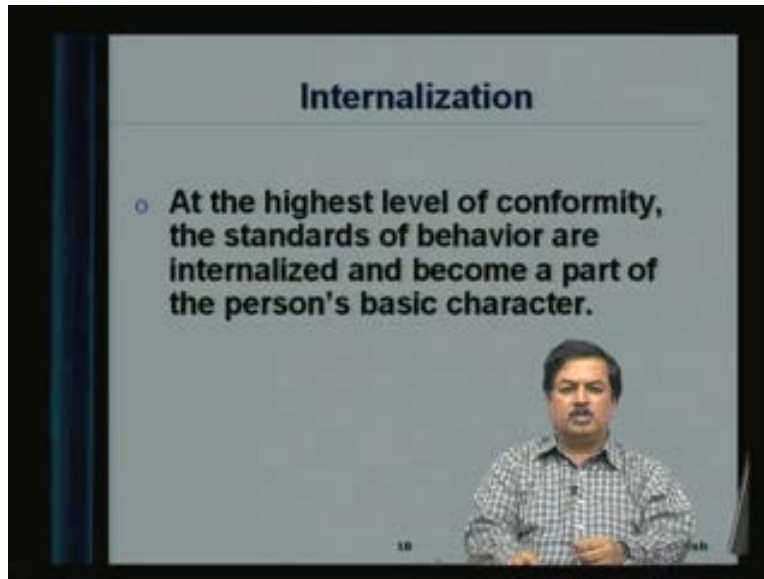 Internalization
o At the highest level of conformity,
the standards of behavior are
internalized and become a part of
the person's basic character.
18